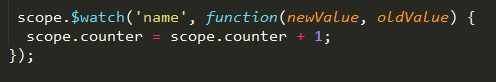 scope.$watch('name', function(newValue, oldValue) {
  scope.counter = scope.counter + 1;
});